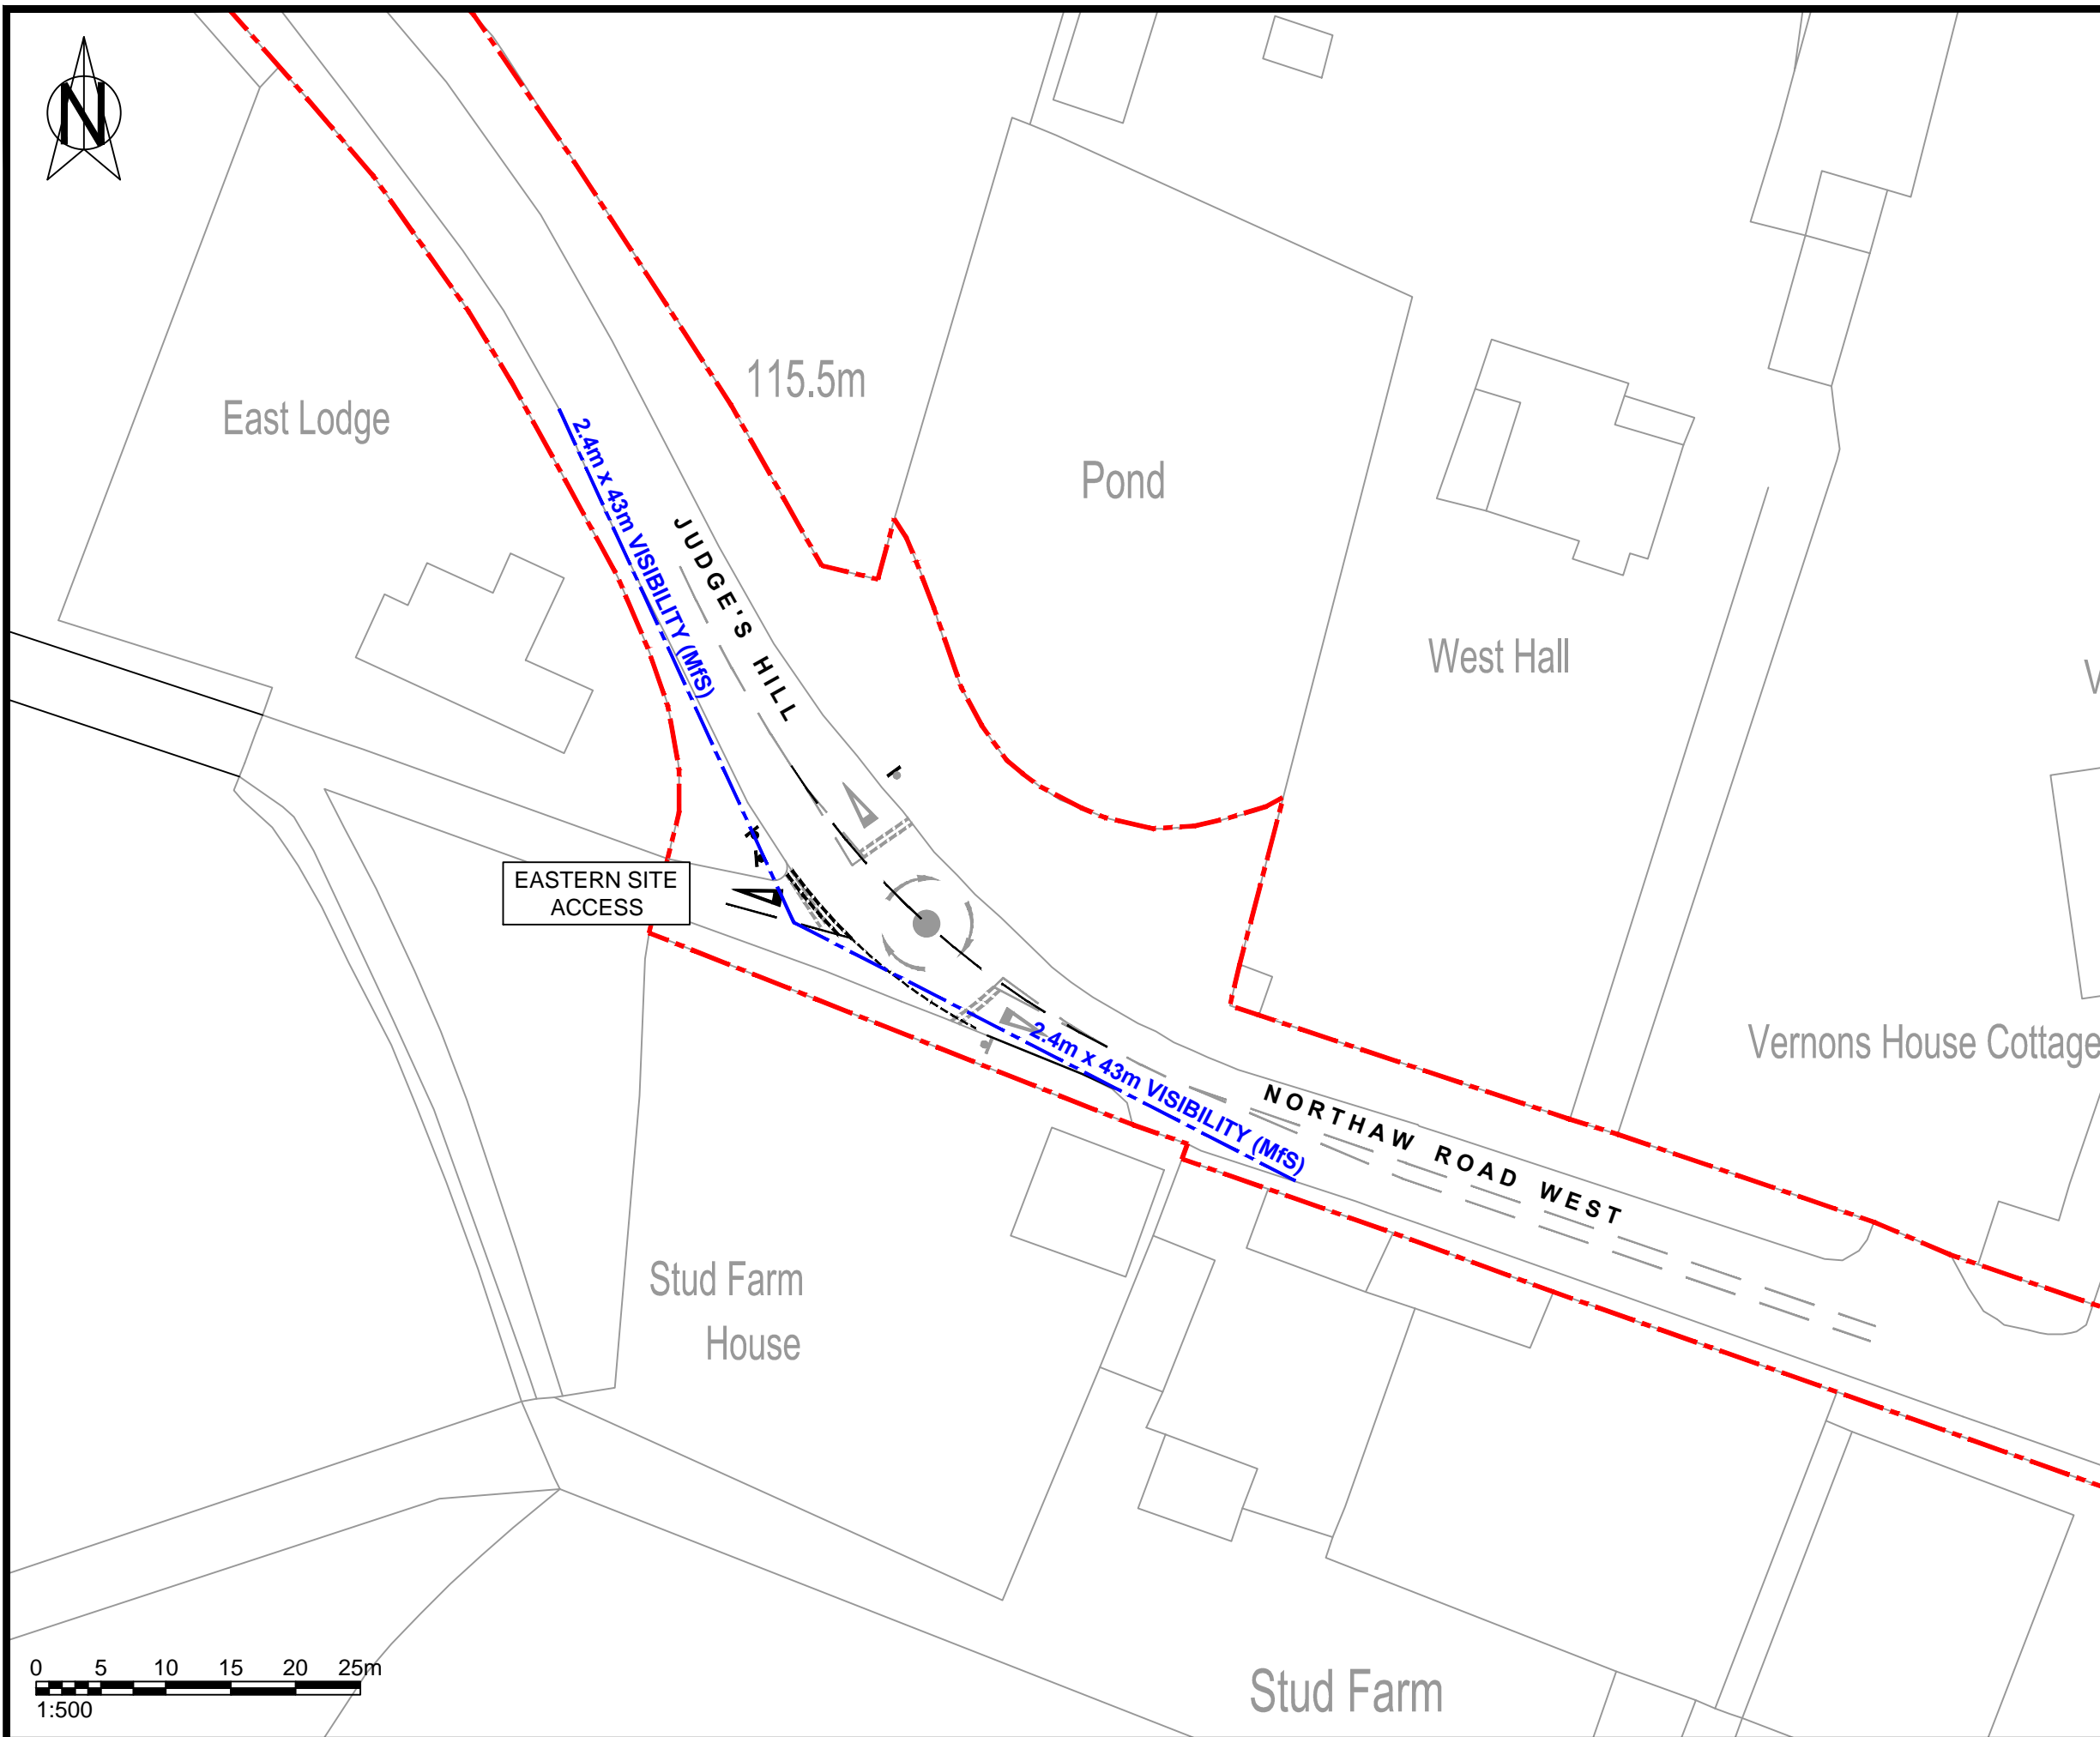 N
115.5m
East Lodge
Pond
2.4m x 43m VISIBILITY (MfS)
JUDGE'S HILL
West Hall
EASTERN SITE
ACCESS
Vernons House Cottage
2.4m x 43m VISIBILITY (MfS)
NORTHAW ROAD WEST
Stud Farm
House
0 5 10 15 20 25m
1:500
Stud Farm